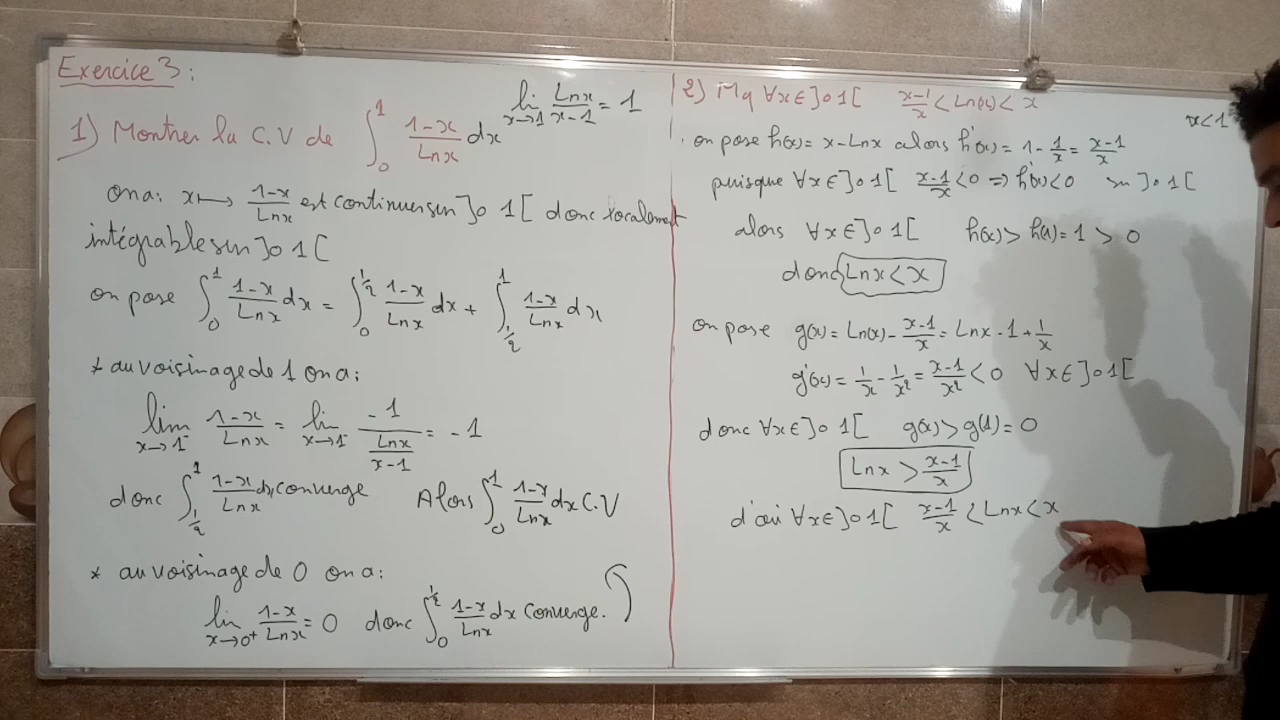 Exercice 3 :
1) Montrer la C.V de ∫₀¹ (1-x)/(Lnx) dx
lim x→1 Lnx/(x-1) = 1
on a: x ⟼ (1-x)/(Lnx) est continue sur ]0 1[ donc localement
intégrable sur ]0 1[
on pose ∫₀¹ (1-x)/(Lnx) dx = ∫₀^(1/2) (1-x)/(Lnx) dx + ∫_(1/2)^1 (1-x)/(Lnx) dx
* au voisinage de 1 on a:
lim x→1⁻ (1-x)/(Lnx) = lim x→1⁻ -1/((Lnx)/(x-1)) = -1
donc ∫_(1/2)^1 (1-x)/(Lnx) dx converge Alors ∫₀¹ (1-x)/(Lnx) dx C.V
* au voisinage de 0 on a:
lim x→0⁺ (1-x)/(Lnx) = 0 donc ∫₀^(1/2) (1-x)/(Lnx) dx Converge.
2) Mq ∀x∈]0 1[ (x-1)/x < Ln(x) < x
x<1
on pose h(x) = x - Lnx alors h'(x) = 1 - 1/x = (x-1)/x
puisque ∀x∈]0 1[ (x-1)/x < 0 ⇒ h'(x) < 0 sur ]0 1[
alors ∀x∈]0 1[ h(x) > h(1) = 1 > 0
donc Lnx < x
on pose g(x) = Ln(x) - (x-1)/x = Lnx - 1 + 1/x
g'(x) = 1/x - 1/x² = (x-1)/x² < 0 ∀x∈]0 1[
donc ∀x∈]0 1[ g(x) > g(1) = 0
Lnx > (x-1)/x
d'où ∀x∈]0 1[ (x-1)/x < Lnx < x